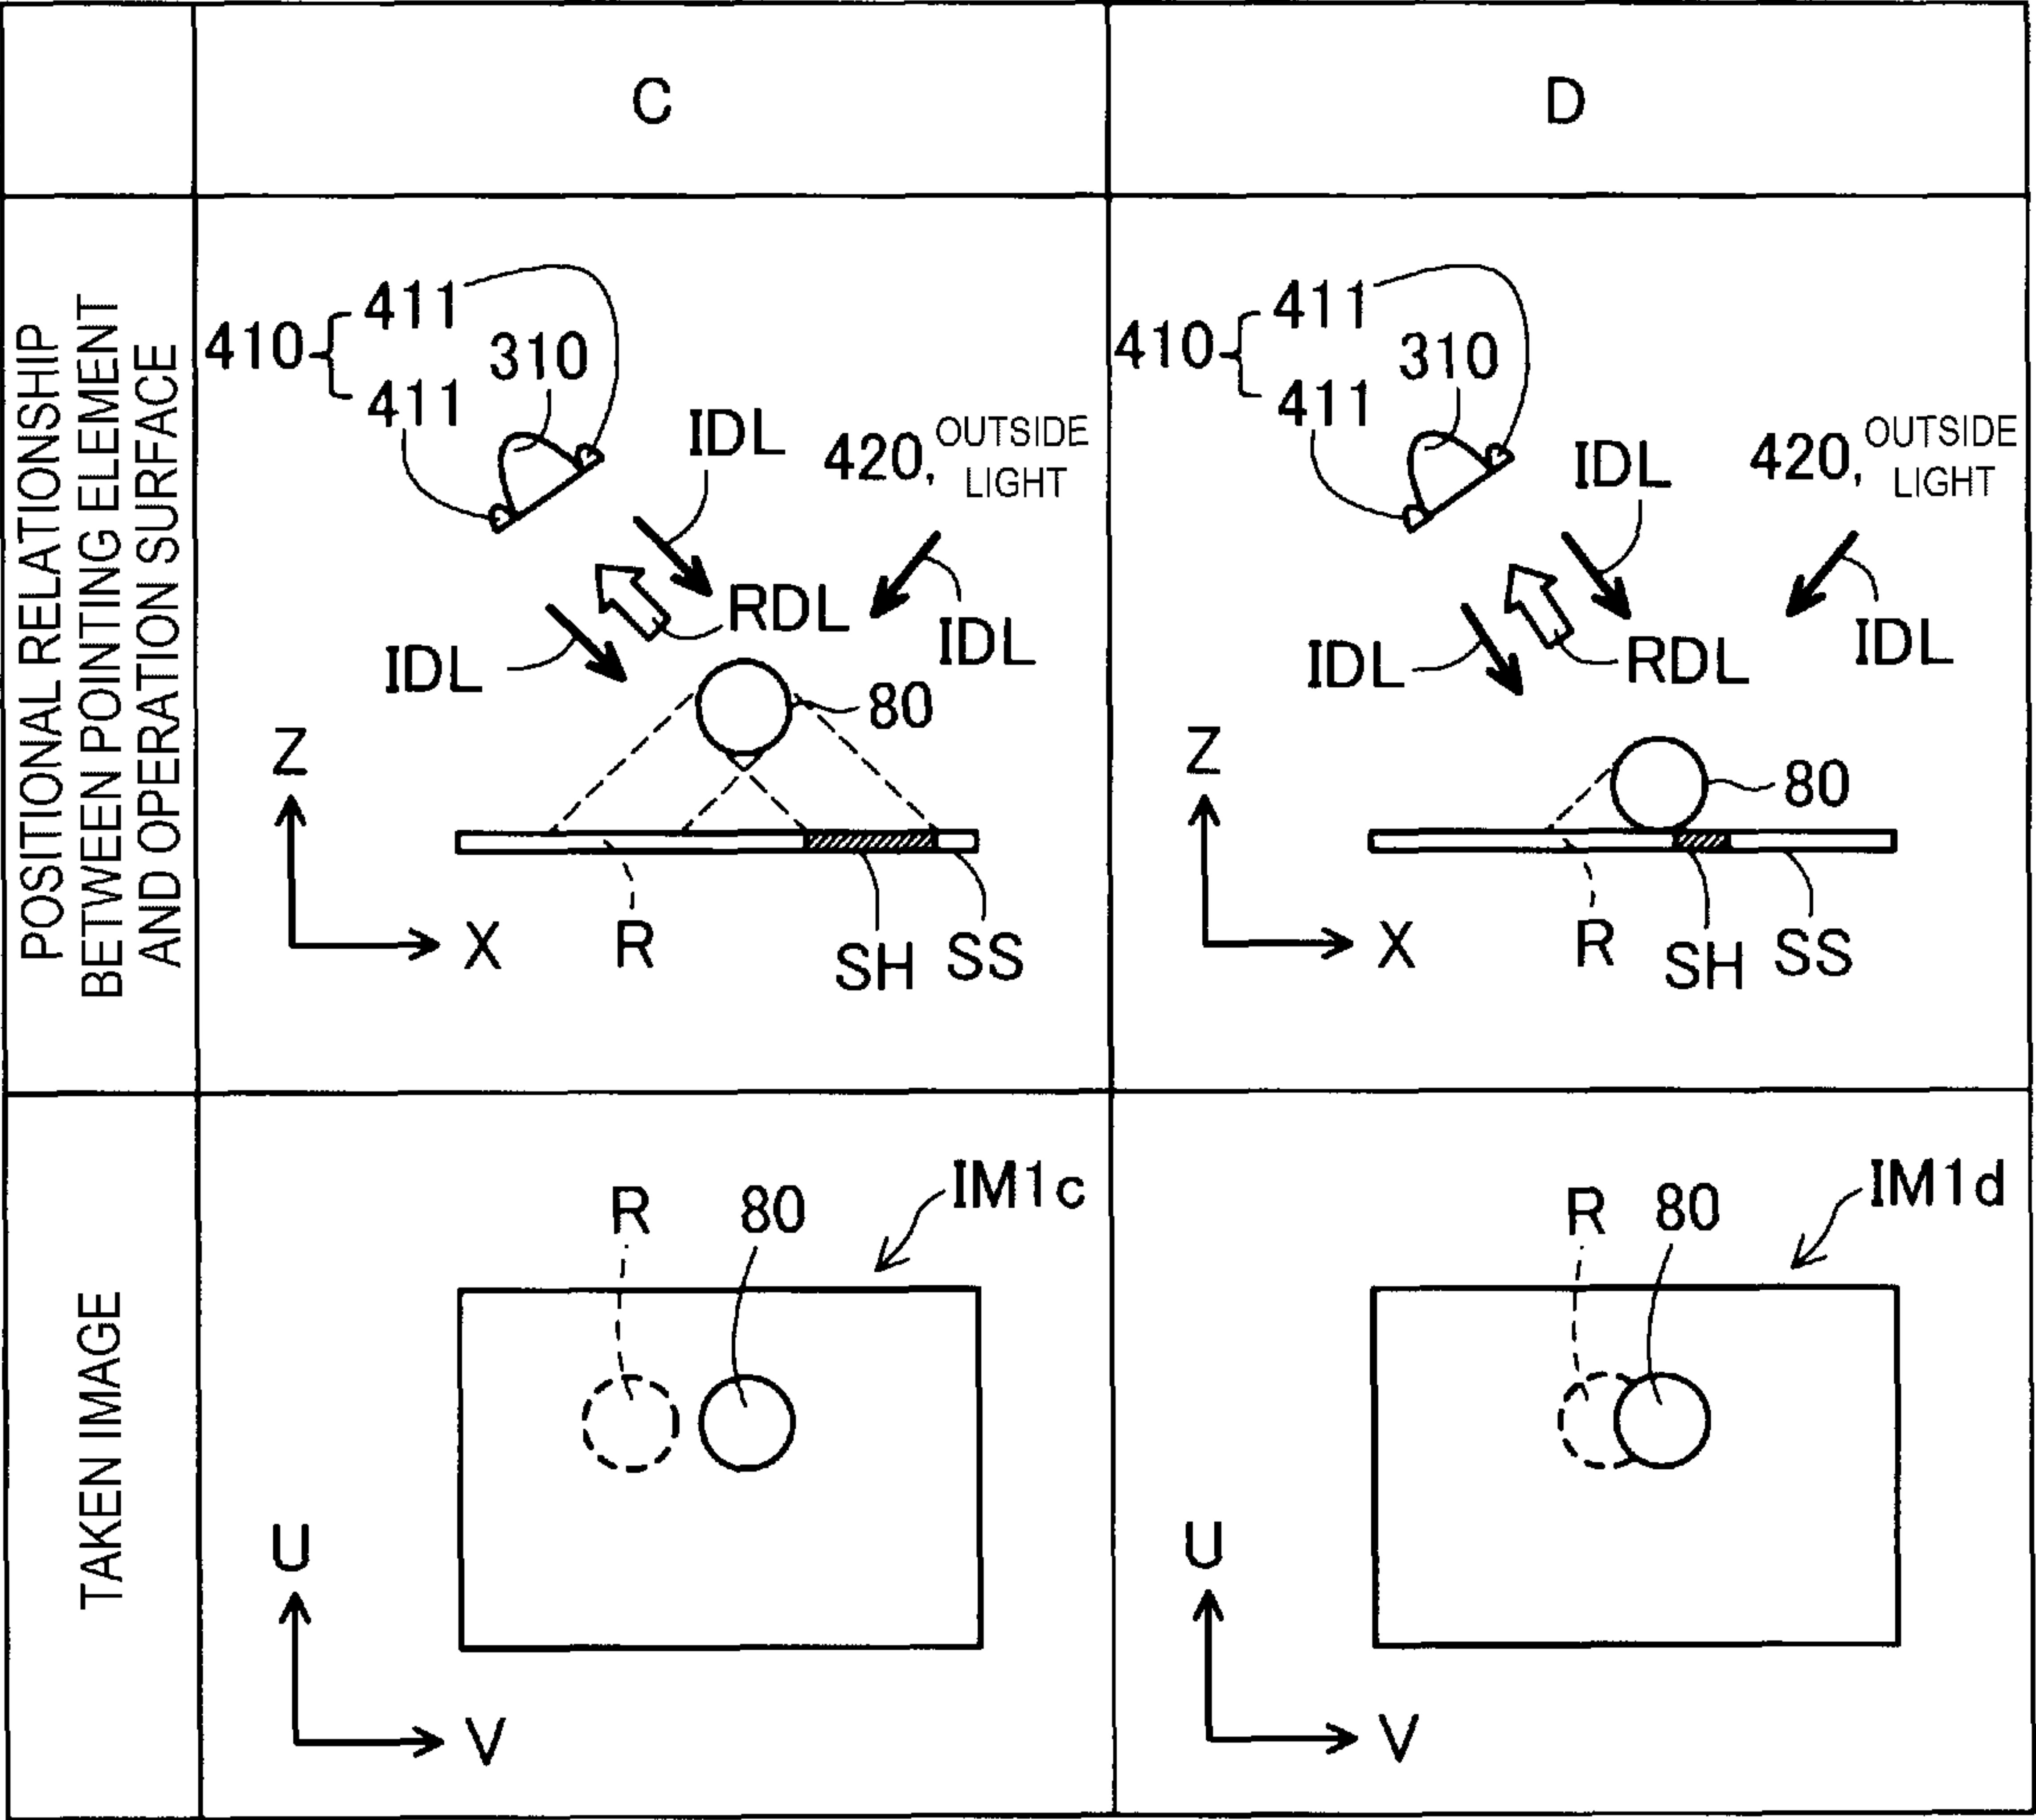 C
D
POSITIONAL RELATIONSHIP
BETWEEN POINTING ELEMENT
AND OPERATION SURFACE
410
411
411
310
IDL
420, OUTSIDE
LIGHT
RDL
IDL
IDL
80
Z
X
R
SH
SS
410
411
411
310
IDL
420, OUTSIDE
LIGHT
RDL
IDL
IDL
80
Z
X
R
SH
SS
TAKEN IMAGE
R
80
IM1c
U
V
R
80
IM1d
U
V